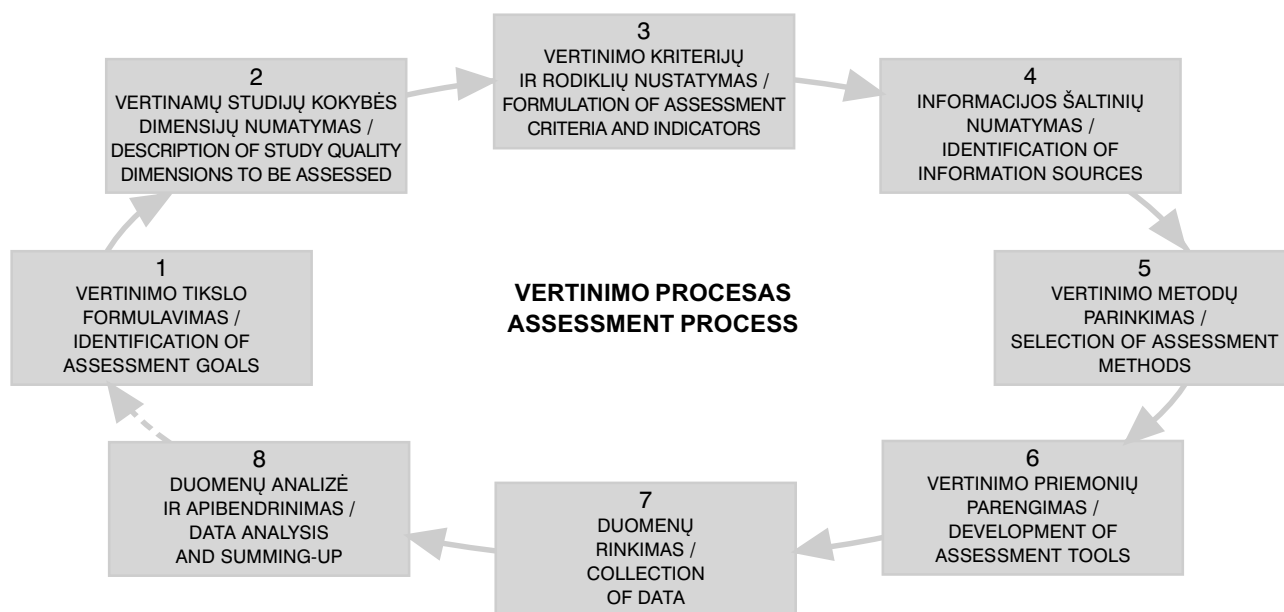 1
VERTINIMO TIKSLO
FORMULAVIMAS /
IDENTIFICATION OF
ASSESSMENT GOALS
2
VERTINAMŲ STUDIJŲ KOKYBĖS
DIMENSIJŲ NUMATYMAS /
DESCRIPTION OF STUDY QUALITY
DIMENSIONS TO BE ASSESSED
3
VERTINIMO KRITERIJŲ
IR RODIKLIŲ NUSTATYMAS /
FORMULATION OF ASSESSMENT
CRITERIA AND INDICATORS
4
INFORMACIJOS ŠALTINIŲ
NUMATYMAS /
IDENTIFICATION OF
INFORMATION SOURCES
5
VERTINIMO METODŲ
PARINKIMAS /
SELECTION OF ASSESSMENT
METHODS
6
VERTINIMO PRIEMONIŲ
PARENGIMAS /
DEVELOPMENT OF
ASSESSMENT TOOLS
7
DUOMENŲ
RINKIMAS /
COLLECTION
OF DATA
8
DUOMENŲ ANALIZĖ
IR APIBENDRINIMAS /
DATA ANALYSIS
AND SUMMING-UP
VERTINIMO PROCESAS
ASSESSMENT PROCESS